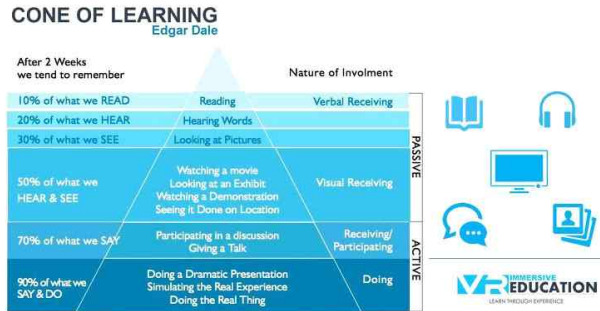 CONE OF LEARNING
Edgar Dale
After 2 Weeks
we tend to remember
Nature of Involment
10% of what we READ
Reading
Verbal Receiving
20% of what we HEAR
Hearing Words
30% of what we SEE
Looking at Pictures
50% of what we
HEAR & SEE
Watching a movie
Looking at an Exhibit
Watching a Demonstration
Seeing it Done on Location
Visual Receiving
PASSIVE
70% of what we SAY
Participating in a discussion
Giving a Talk
Receiving/
Participating
90% of what we
SAY & DO
Doing a Dramatic Presentation
Simulating the Real Experience
Doing the Real Thing
Doing
ACTIVE
VR IMMERSIVE
EDUCATION
LEARN THROUGH EXPERIENCE